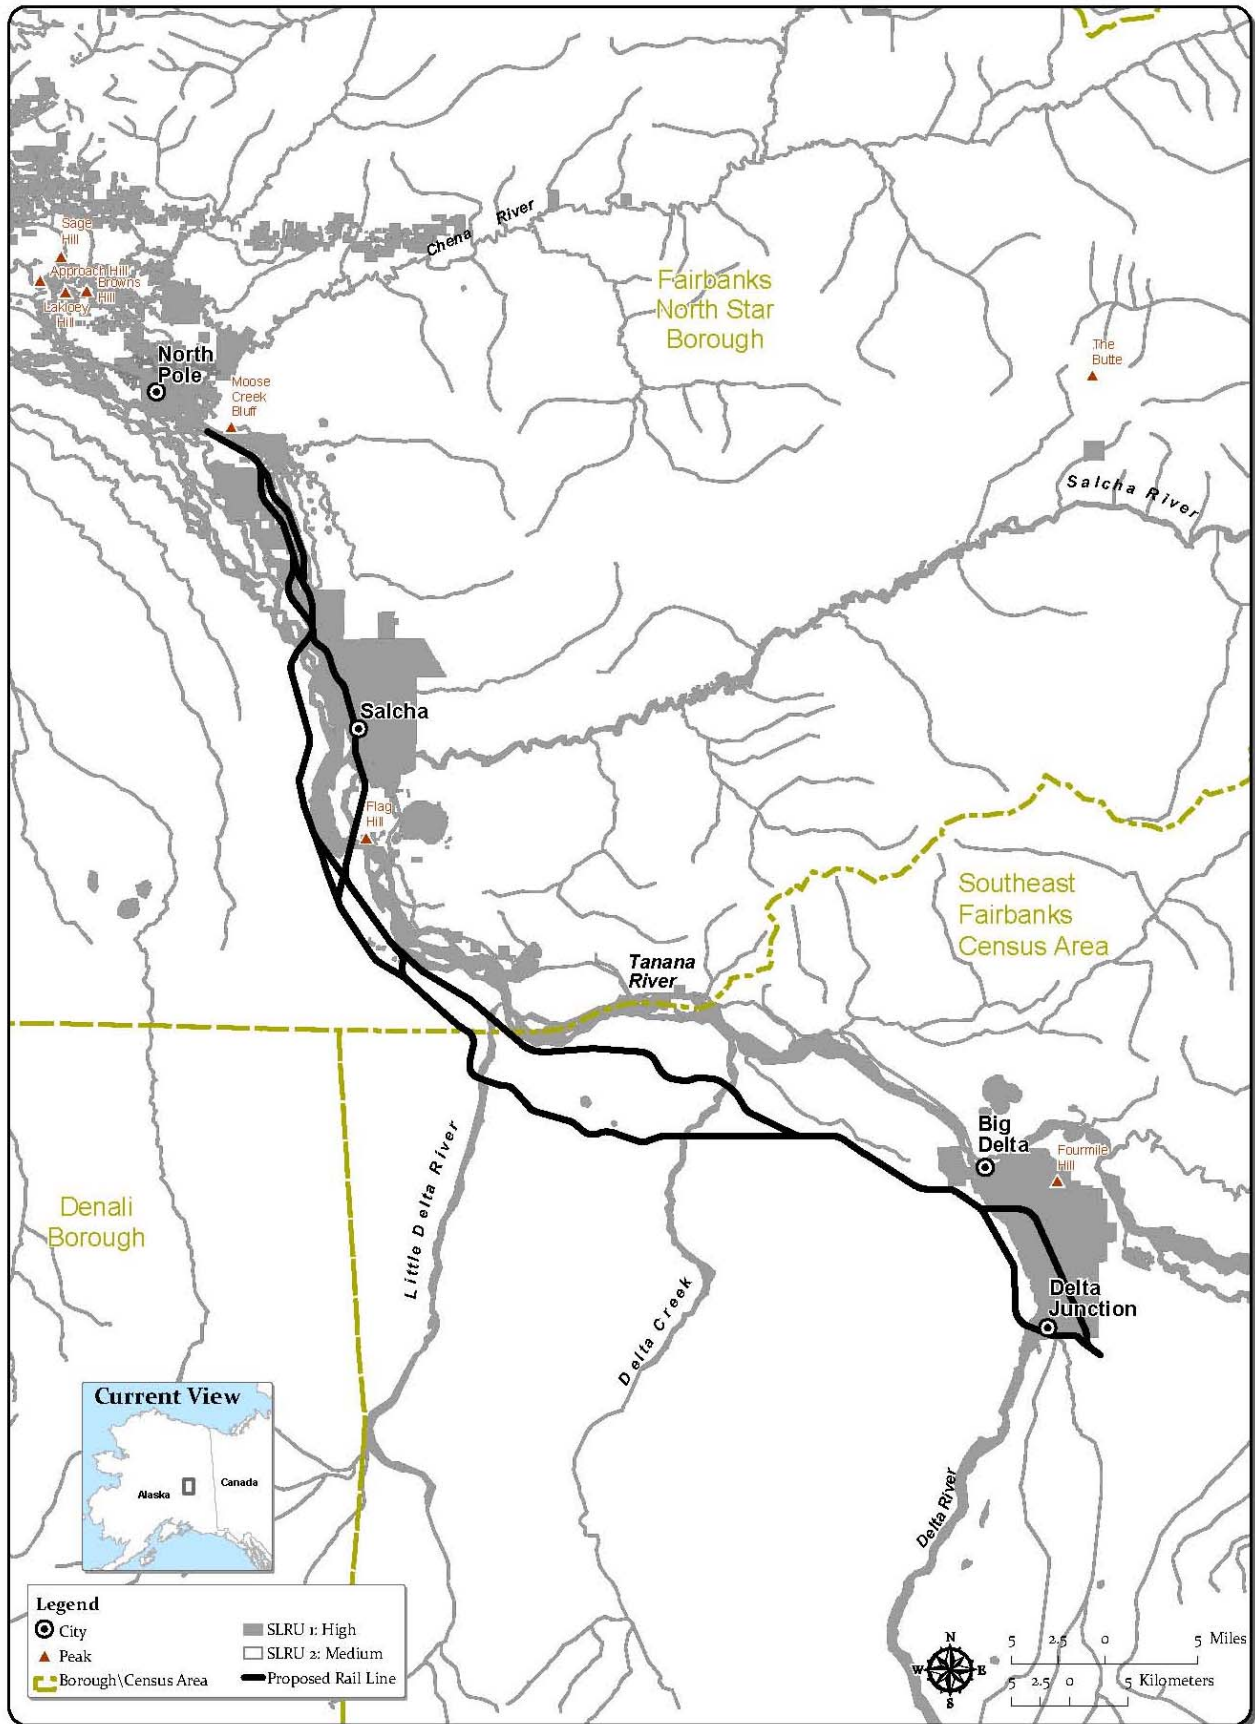 Sage
Hill
Approach Hill
Browns
Hill
Lakloey
Hill
North
Pole
Moose
Creek
Bluff
Chena River
Fairbanks
North Star
Borough
The
Butte
Salcha River
Salcha
Flag
Hill
Southeast
Fairbanks
Census Area
Tanana
River
Big
Delta
Fourmile
Hill
Little Delta River
Denali
Borough
Delta Creek
Delta
Junction
Delta River
Current View
Alaska
Canada
Legend
City
Peak
Borough\Census Area
SLRU 1: High
SLRU 2: Medium
Proposed Rail Line
N
W E
S
5 2.5 0 5 Miles
5 2.5 0 5 Kilometers